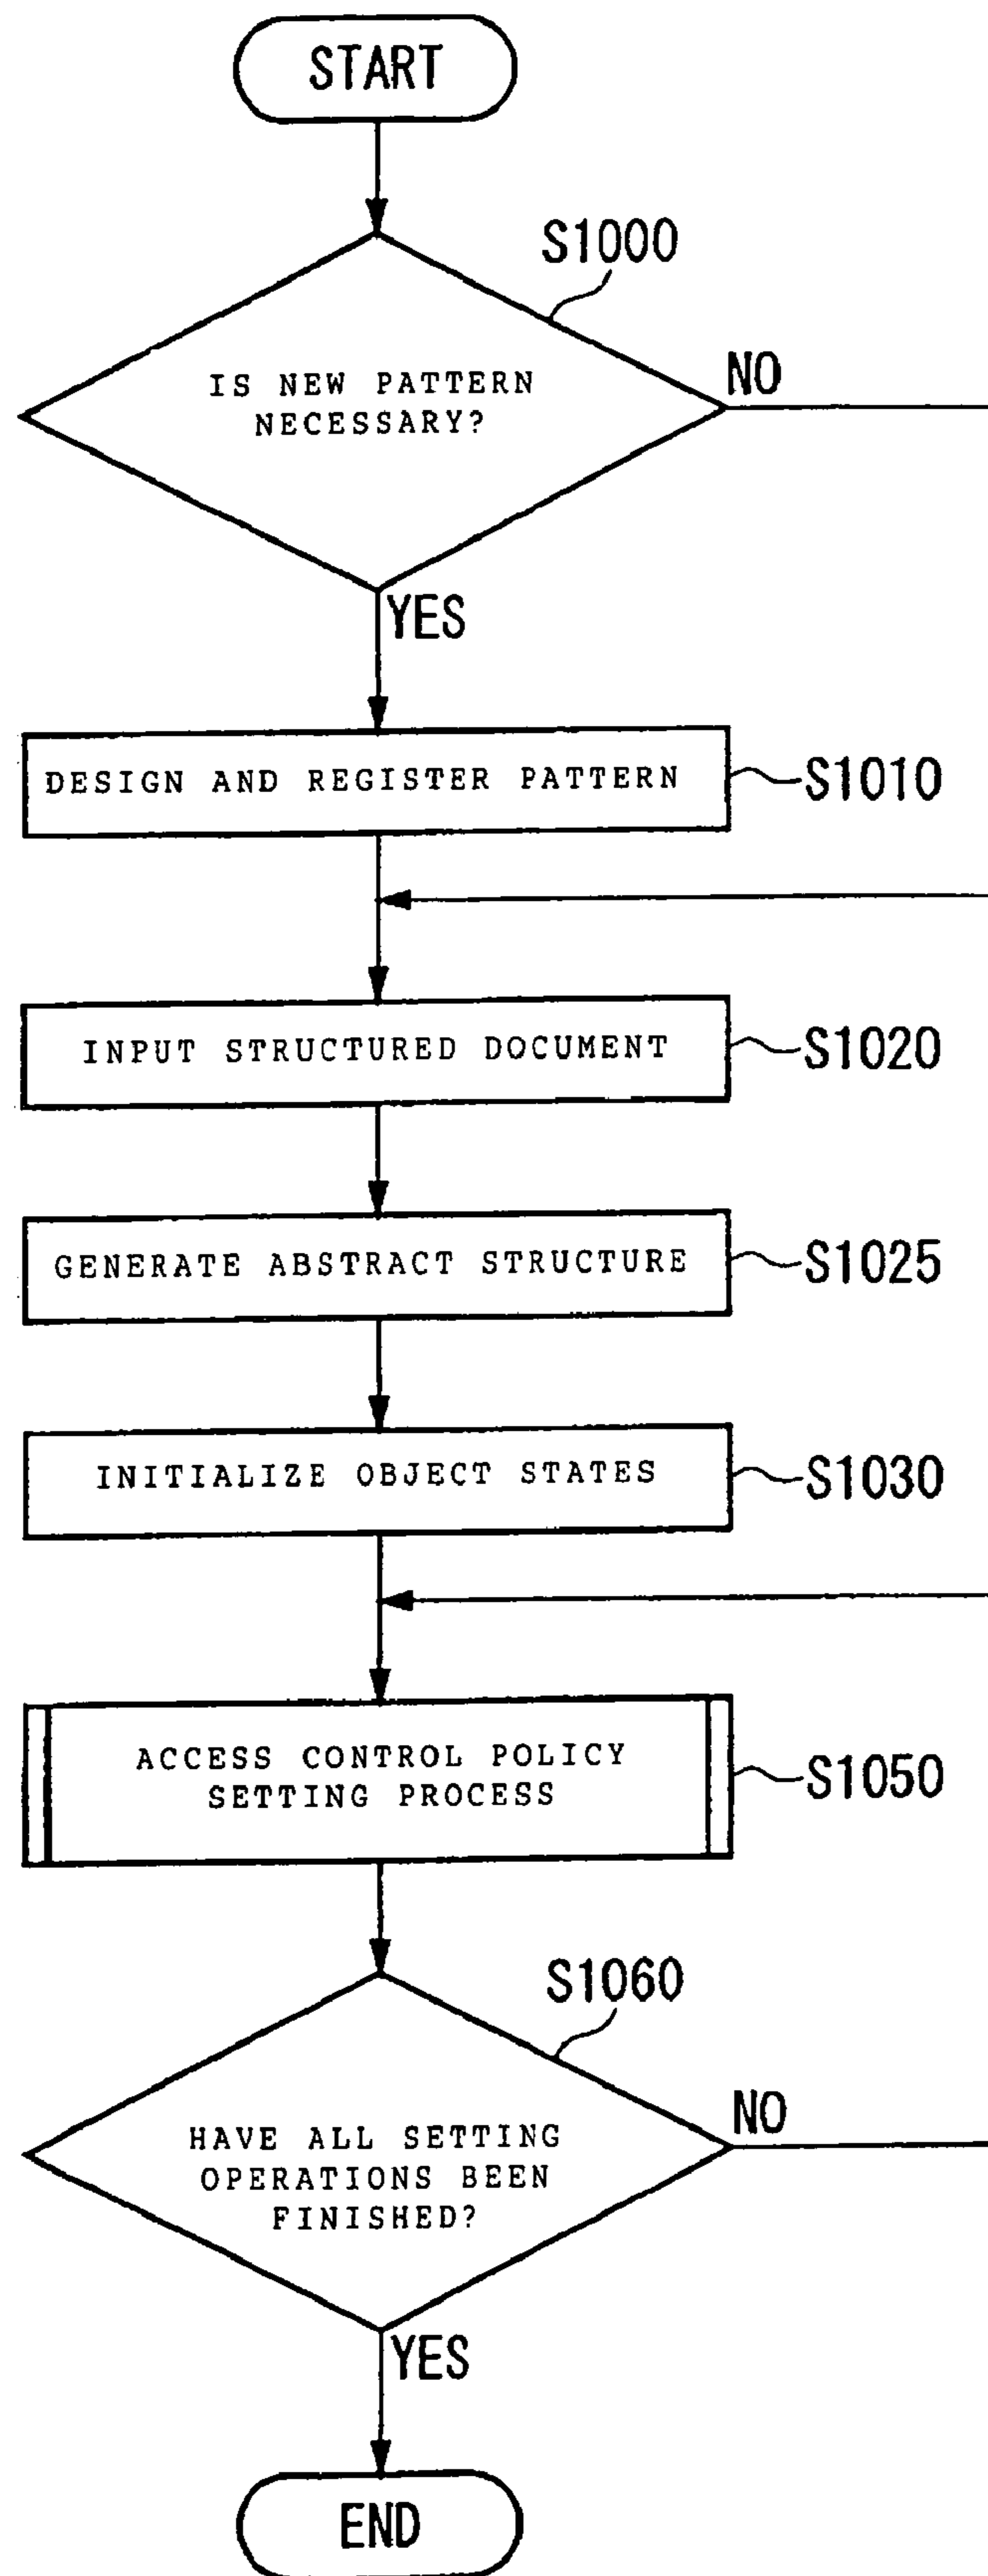 START
S1000
IS NEW PATTERN
NECESSARY?
NO
YES
DESIGN AND REGISTER PATTERN
S1010
INPUT STRUCTURED DOCUMENT
S1020
GENERATE ABSTRACT STRUCTURE
S1025
INITIALIZE OBJECT STATES
S1030
ACCESS CONTROL POLICY
SETTING PROCESS
S1050
S1060
HAVE ALL SETTING
OPERATIONS BEEN
FINISHED?
NO
YES
END